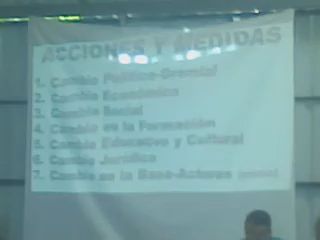 ACCIONES Y MEDIDAS
1. Cambio Político-Gremial
2. Cambio Económico
3. Cambio Social
4. Cambio en la Formación
5. Cambio Educativo y Cultural
6. Cambio Jurídico
7. Cambio en la Base-Actores